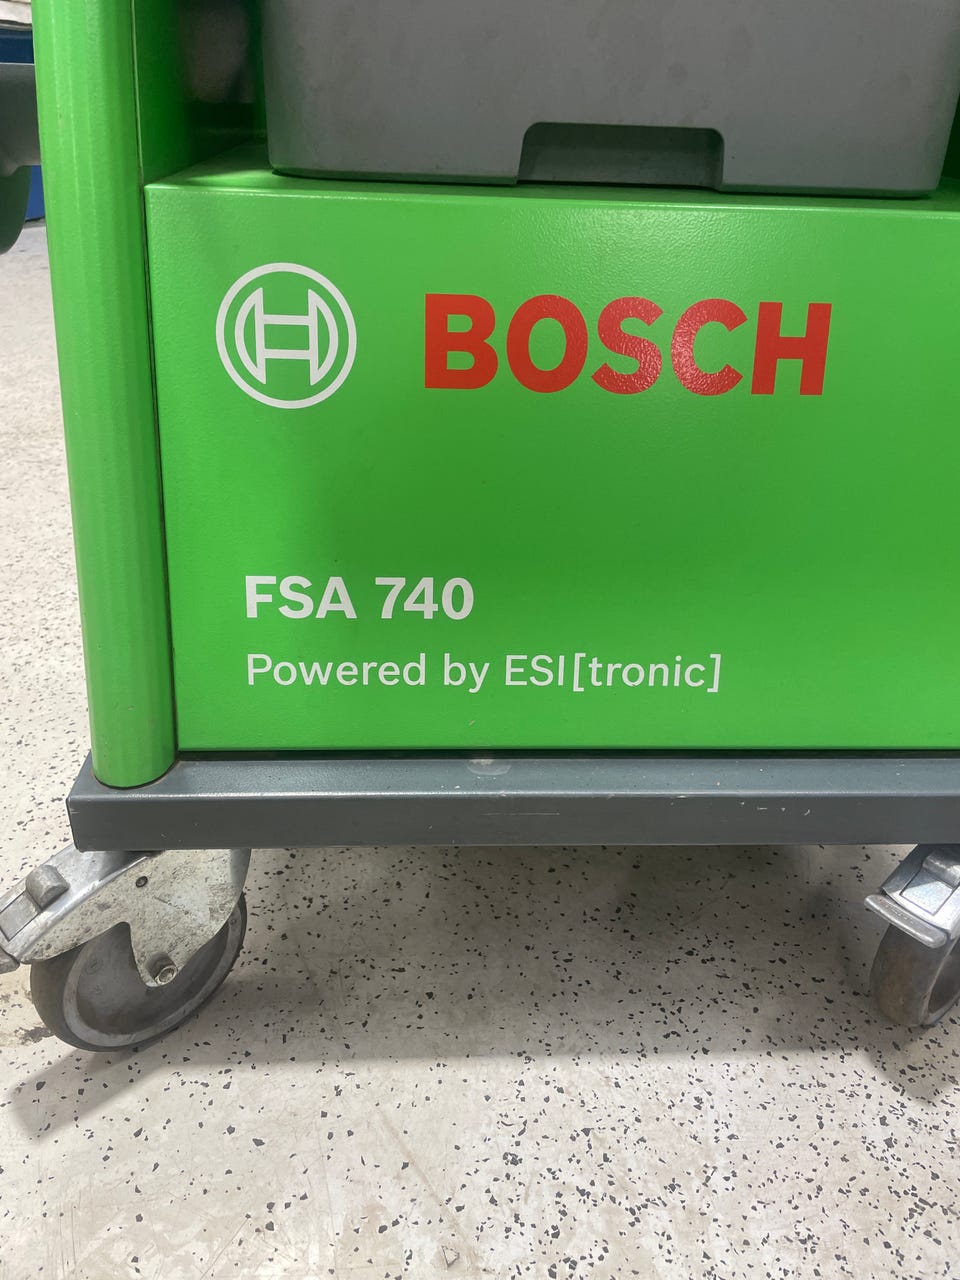 BOSCH
FSA 740
Powered by ESI[tronic]